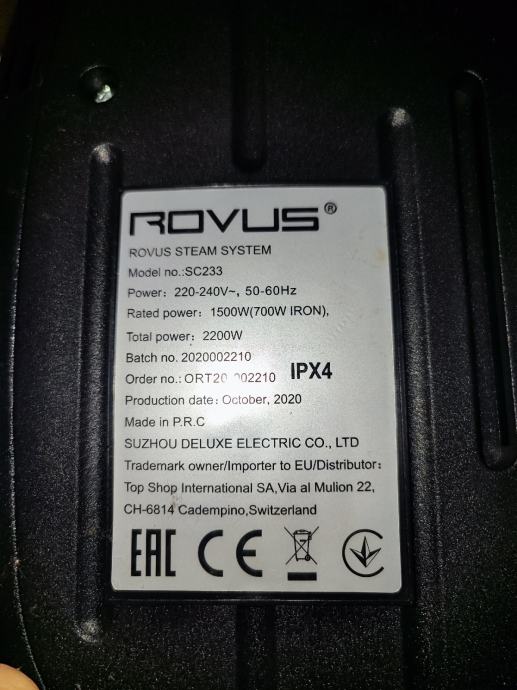 ROVUS®
ROVUS STEAM SYSTEM
Model no.:SC233
Power: 220-240V~, 50-60Hz
Rated power: 1500W(700W IRON),
Total power: 2200W
Batch no. 2020002210
Order no.: IPX4
Production date: October, 2020
Made in P.R.C
SUZHOU DELUXE ELECTRIC CO., LTD
Trademark owner/Importer to EU/Distributor:
Top Shop International SA,Via al Mulion 22,
CH-6814 Cadempino,Switzerland
EAC CE